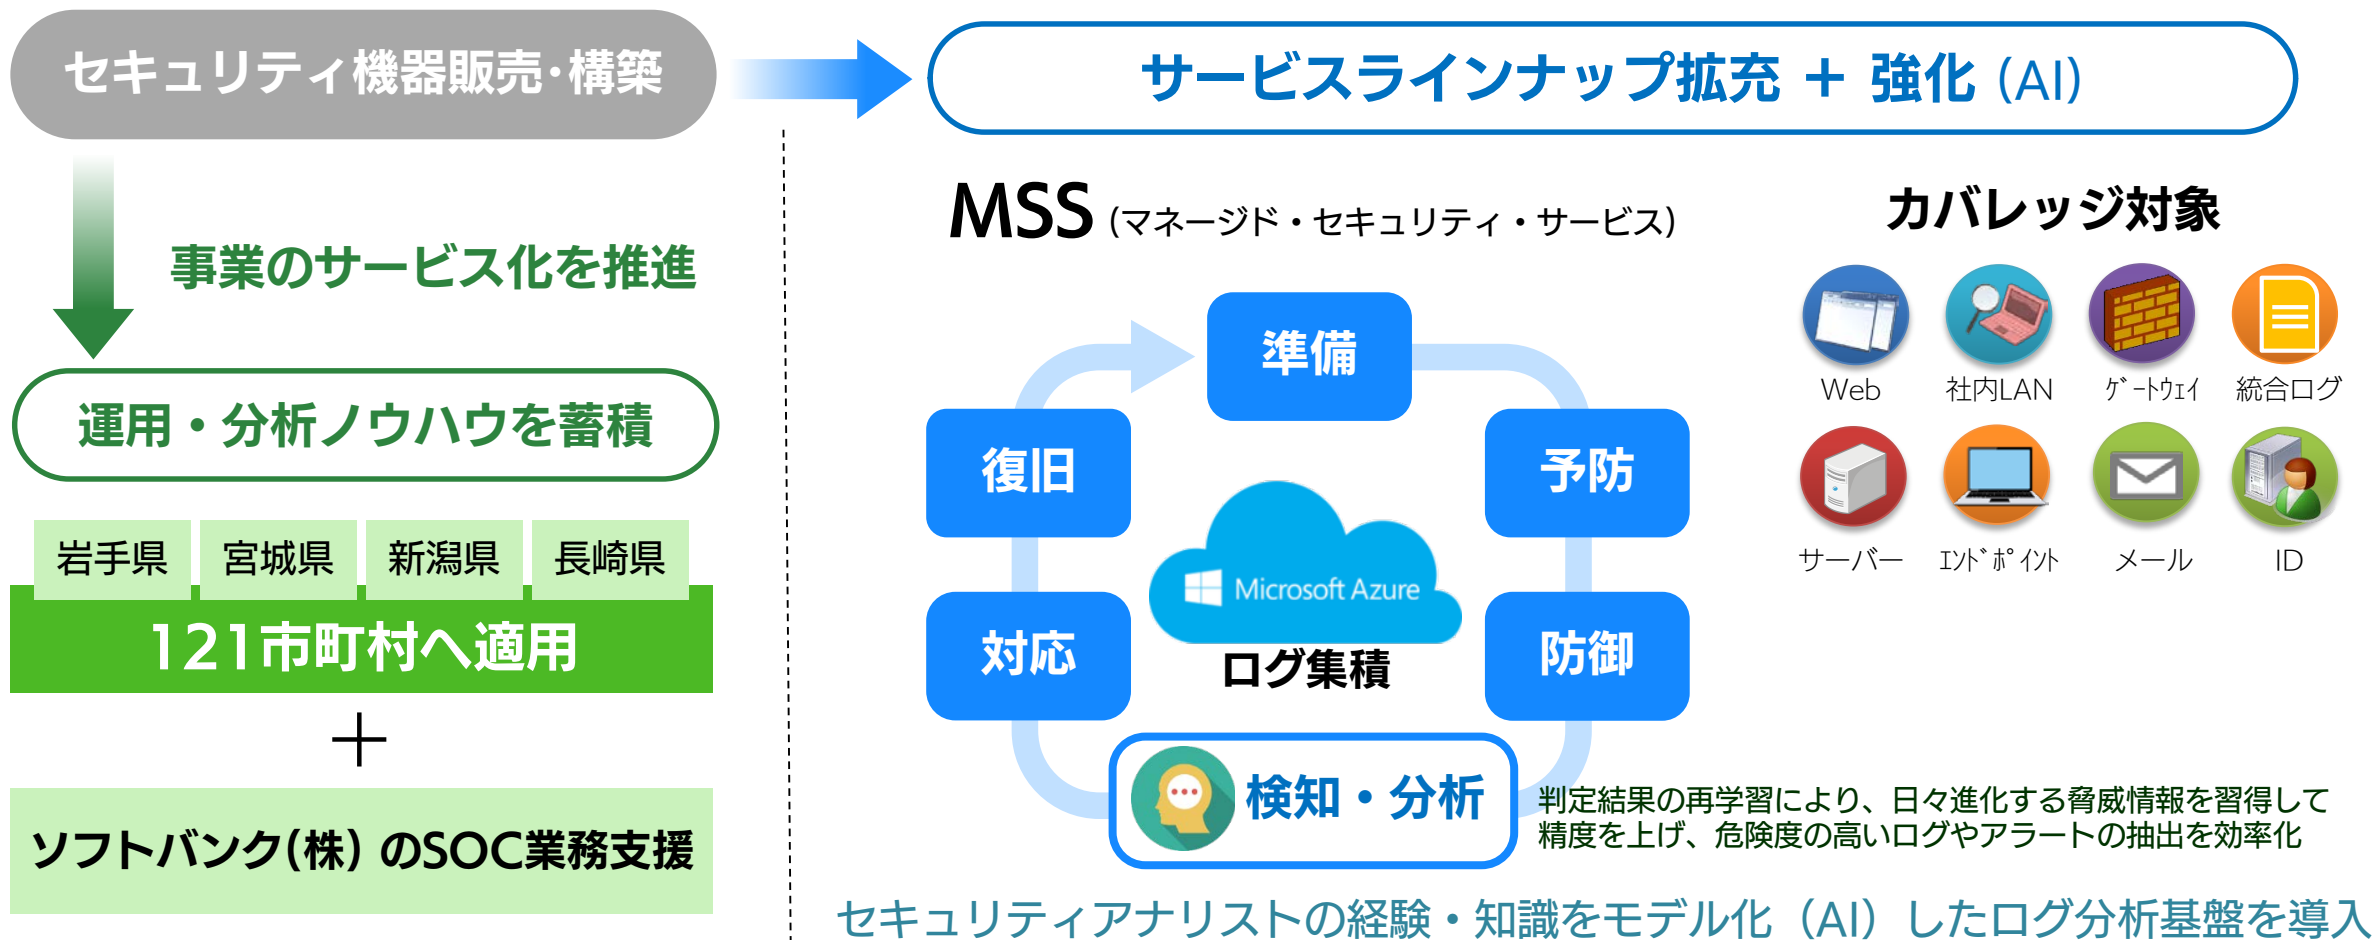 セキュリティ機器販売･構築
事業のサービス化を推進
運用・分析ノウハウを蓄積
岩手県 宮城県 新潟県 長崎県
121市町村へ適用
＋
ソフトバンク(株) のSOC業務支援
サービスラインナップ拡充 ＋ 強化 (AI)
MSS (マネージド・セキュリティ・サービス)
準備
予防
防御
検知・分析
対応
復旧
Microsoft Azure
ログ集積
カバレッジ対象
Web 社内LAN ｹﾞｰﾄｳｪｲ 統合ログ
サーバー ｴﾝﾄﾞﾎﾟｲﾝﾄ メール ID
判定結果の再学習により、日々進化する脅威情報を習得して
精度を上げ、危険度の高いログやアラートの抽出を効率化
セキュリティアナリストの経験・知識をモデル化（AI）したログ分析基盤を導入